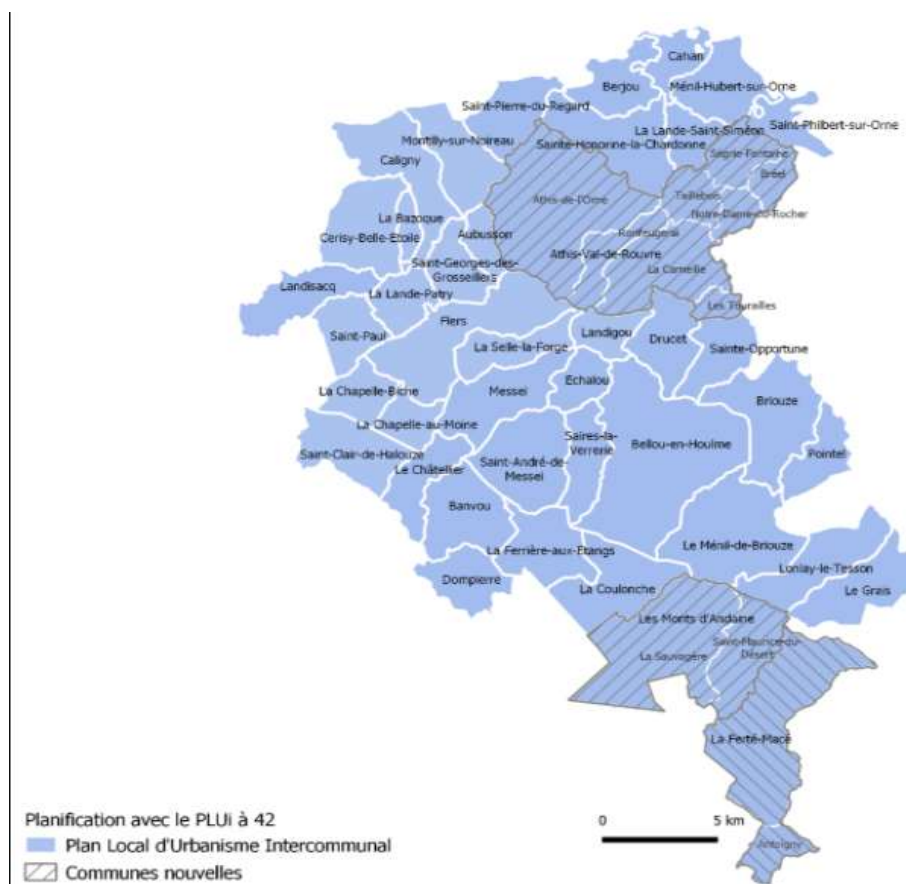 Cahan
Berjou
Ménil-Hubert-sur-Orne
Saint-Pierre-du-Regard
La Lande-Saint-Siméon
Saint-Philbert-sur-Orne
Montilly-sur-Noireau
Sainte-Honorine-la-Chardonne
Ségrie-Fontaine
Caligny
Bréel
Athis-de-l'Orne
Taillebois
La Bazoque
Notre-Dame-du-Rocher
Cerisy-Belle-Etoile
Aubusson
Ronfeugerai
Athis-Val-de-Rouvre
Saint-Georges-des-
Groseilliers
La Carneille
Landisacq
La Lande-Patry
Les Tourailles
Flers
Saint-Paul
Landigou
Drucet
La Selle-la-Forge
Sainte-Opportune
Echalou
La Chapelle-Biche
Messei
Briouze
La Chapelle-au-Moine
Saires-la-
Verrerie
Bellou-en-Houlme
Saint-Clair-de-Halouze
Le Châtellier
Saint-André-de-
Messei
Pointel
Banvou
Le Ménil-de-Briouze
La Ferrière-aux-Etangs
Lonlay-le-Tesson
Dompierre
La Coulonche
Le Grais
Les Monts d'Andaine
Saint-Maurice-du-
Désert
La Sauvagère
La Ferté-Macé
Antoigny
Planification avec le PLUi à 42
0 5 km
Plan Local d'Urbanisme Intercommunal
Communes nouvelles